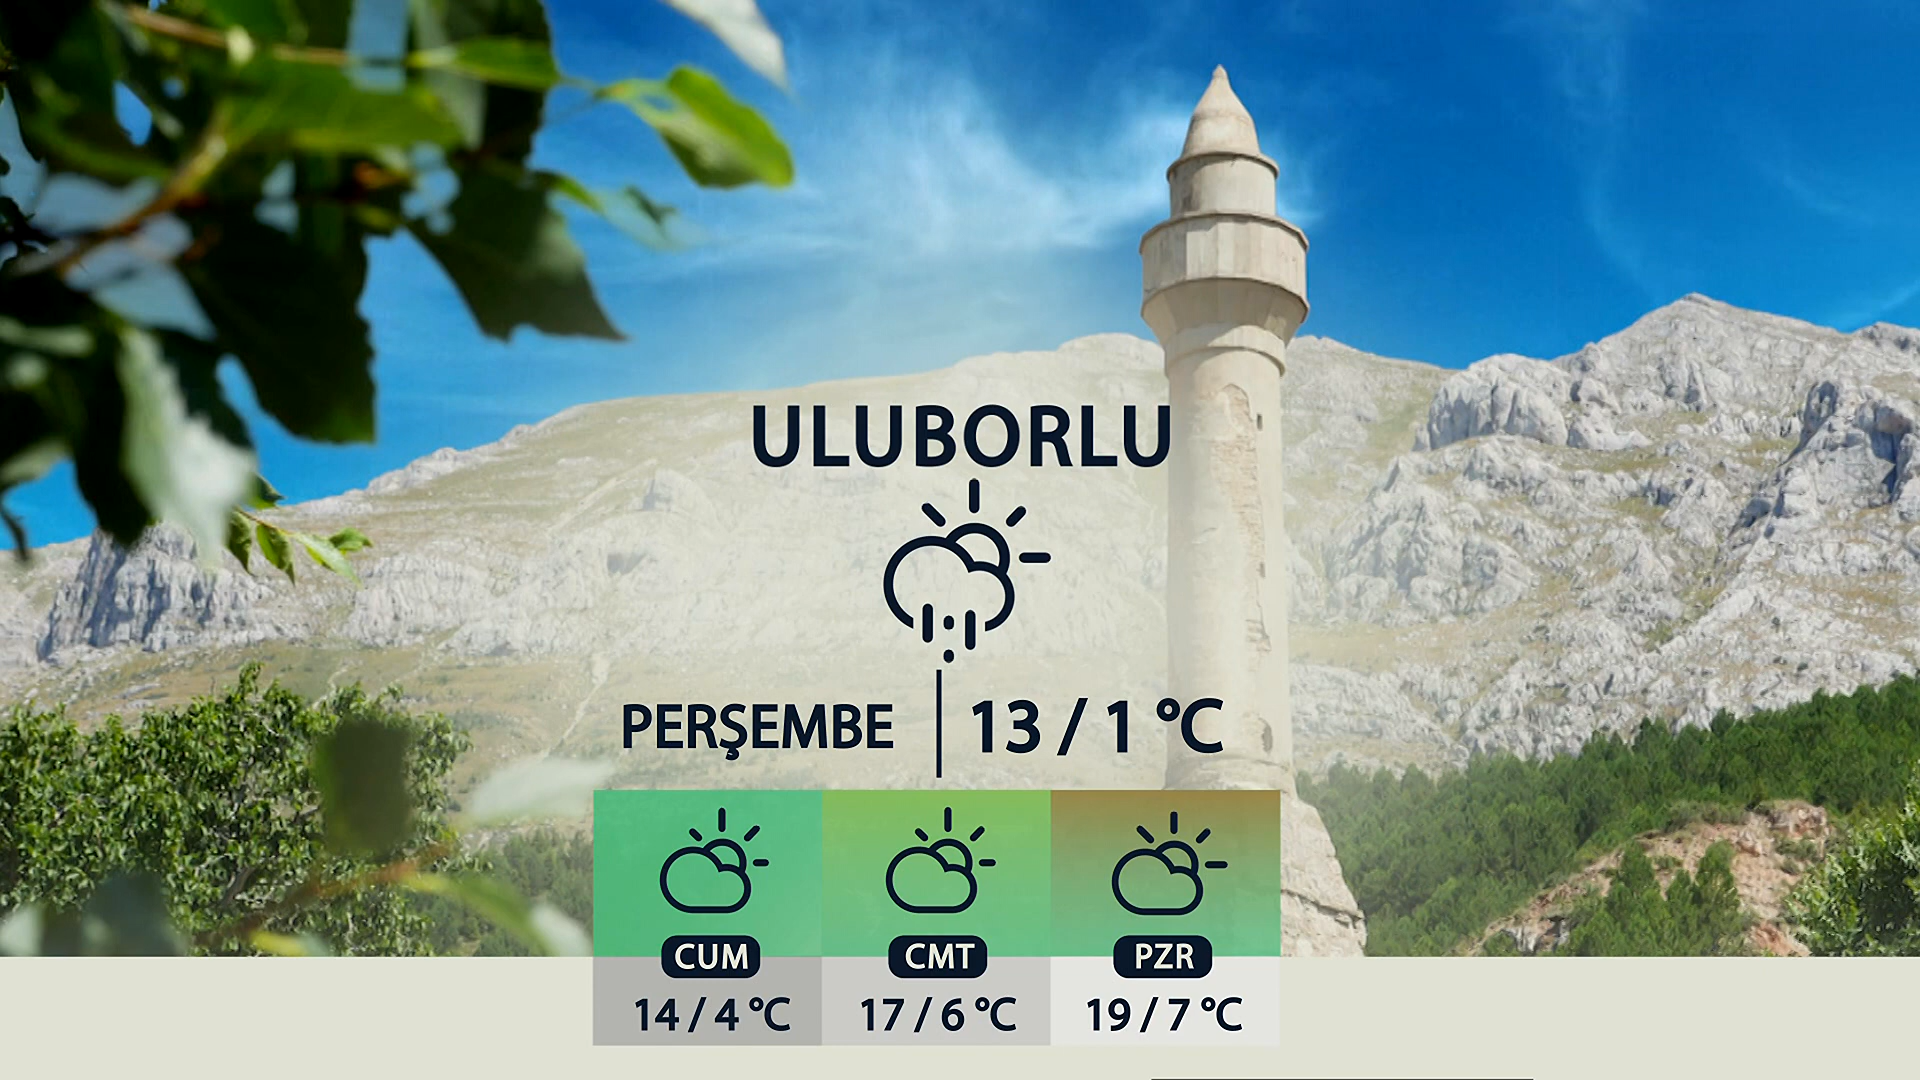 ULUBORLU
PERŞEMBE
13 / 1 °C
CUM
CMT
PZR
14 / 4 °C
17 / 6 °C
19 / 7 °C